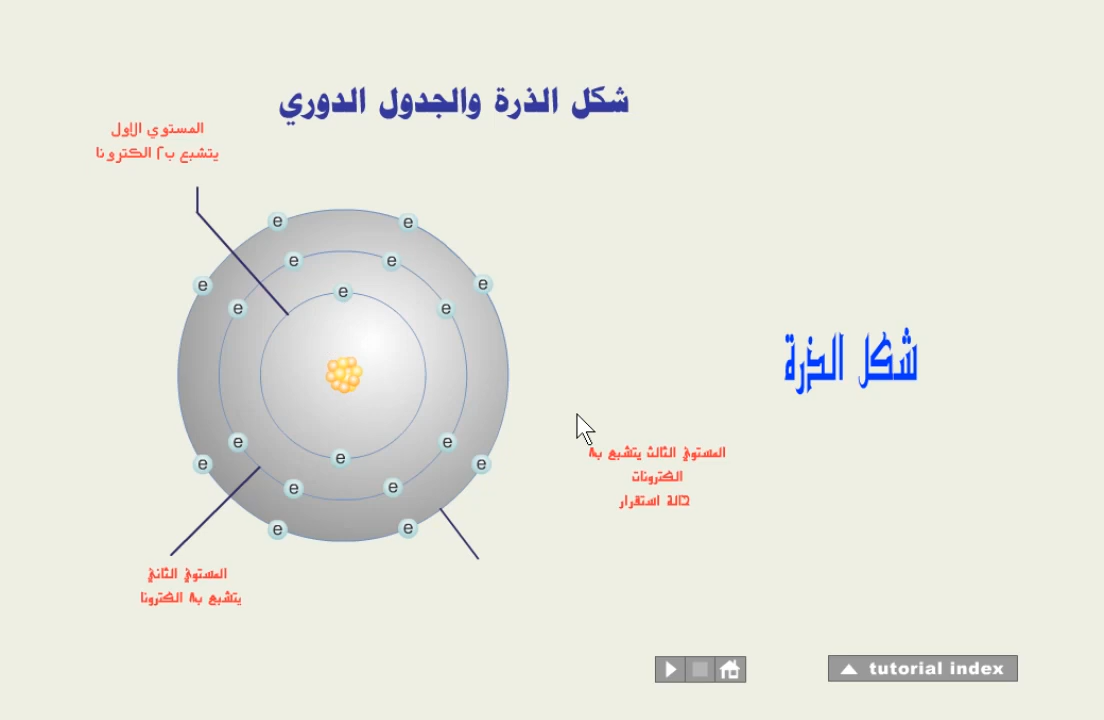 شكل الذرة والجدول الدوري
المستوي الاول
يتشبع ب٢ الكترونا
e e
e e
e e
e
e e
e
e e
e e
e e
e e
شكل الذرة
المستوي الثالث يتشبع ب٨
الكترونات
حالة استقرار
المستوي الثاني
يتشبع ب٨ الكترونا
tutorial index